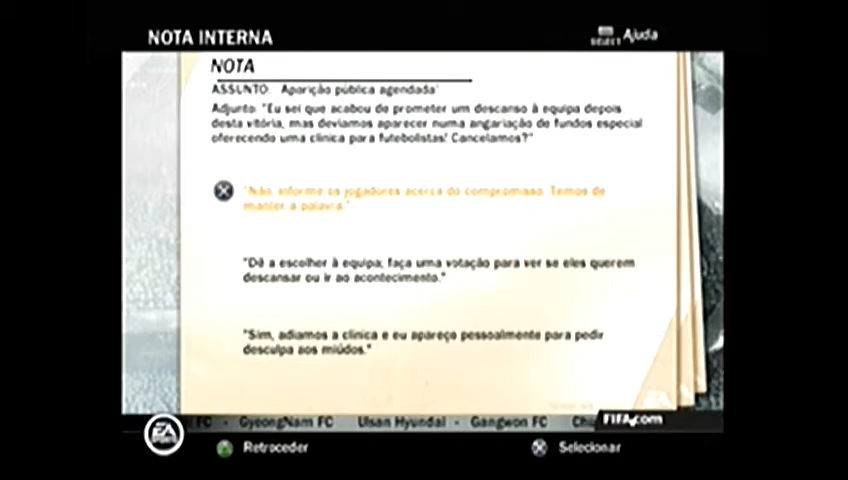 NOTA INTERNA
SELECT Ajuda
NOTA
ASSUNTO: Aparição pública agendada
Adjunto: "Eu sei que acabou de prometer um descanso à equipa depois
desta vitória, mas devíamos aparecer numa angariação de fundos especial
oferecendo uma clínica para futebolistas! Cancelamos?"
"Não, informe os jogadores acerca do compromisso. Temos de
manter a palavra."
"Dê a escolher à equipa; faça uma votação para ver se eles querem
descansar ou ir ao acontecimento."
"Sim, adiamos a clínica e eu apareço pessoalmente para pedir
desculpa aos miúdos."
FC - GyeongNam FC Ulsan Hyundai - Gangwon FC FIFA.com
EA SPORTS
Retroceder Selecionar